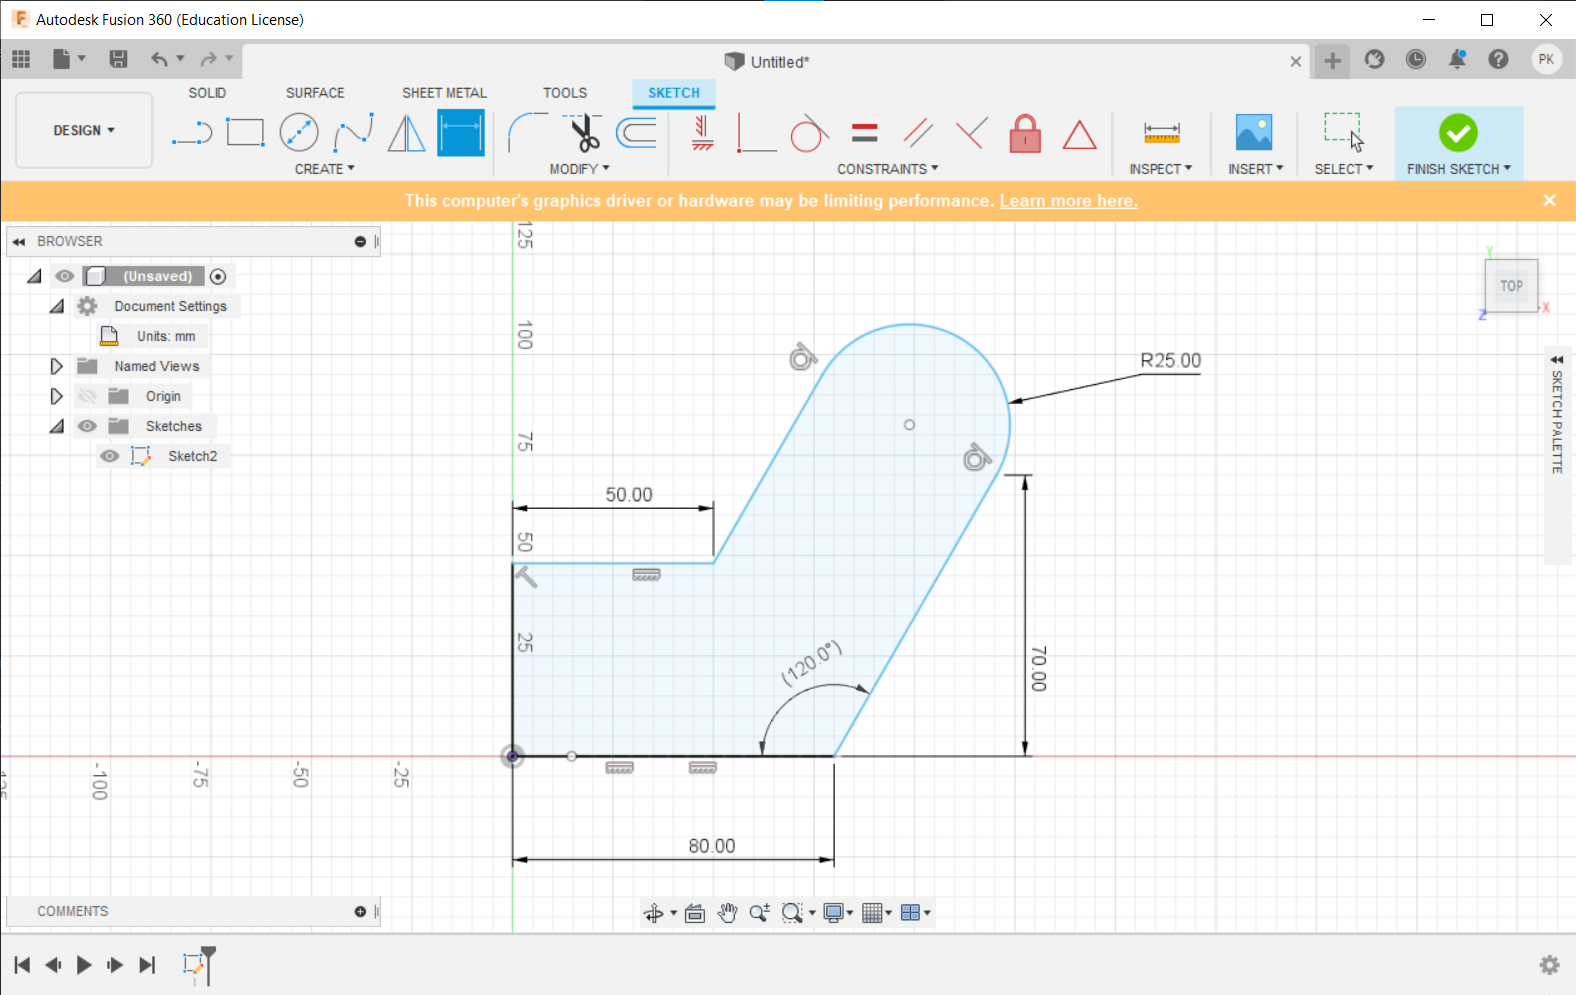 Autodesk Fusion 360 (Education License)
Untitled*
PK
DESIGN
SOLID
SURFACE
SHEET METAL
TOOLS
SKETCH
CREATE
MODIFY
CONSTRAINTS
INSPECT
INSERT
SELECT
FINISH SKETCH
This computer's graphics driver or hardware may be limiting performance. Learn more here.
BROWSER
(Unsaved)
Document Settings
Units: mm
Named Views
Origin
Sketches
Sketch2
125
100
75
50
25
-25
-50
-75
-100
R25.00
50.00
(120.0°)
70.00
80.00
Y
TOP
X
Z
SKETCH PALETTE
COMMENTS